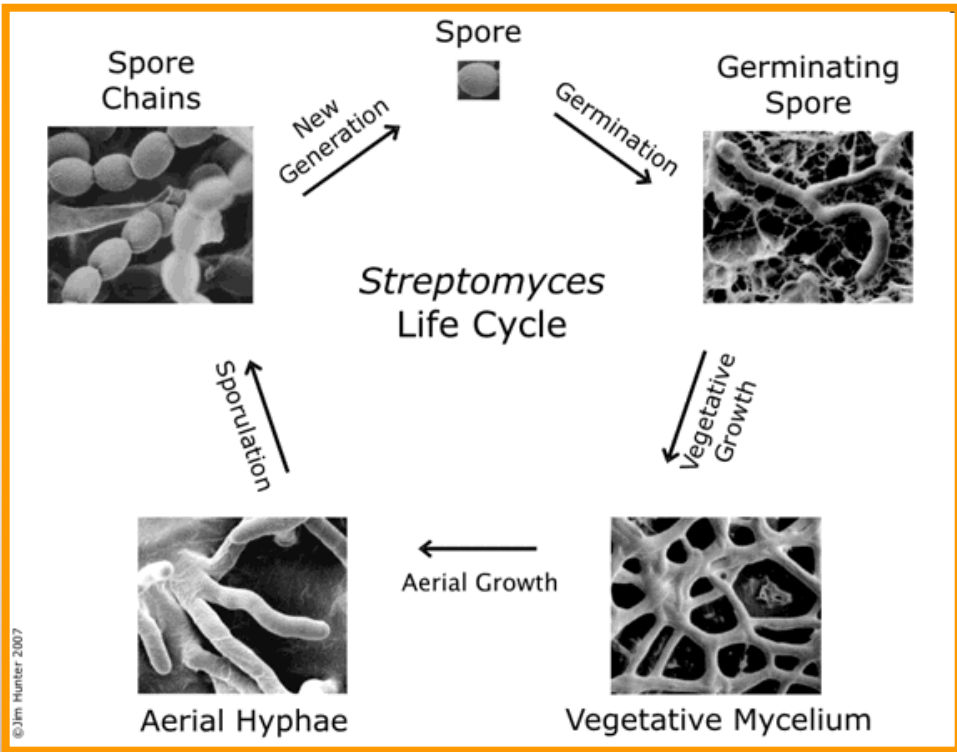 Spore
Spore
Chains
New
Generation
Germination
Germinating
Spore
Streptomyces
Life Cycle
Sporulation
Vegetative
Growth
Aerial Growth
Aerial Hyphae
Vegetative Mycelium
©Jim Hunter 2007